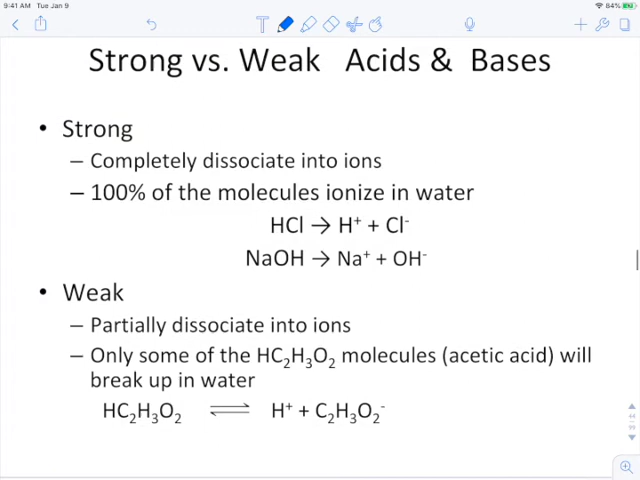 9:41 AM Tue Jan 9
84%
Strong vs. Weak Acids & Bases
• Strong
– Completely dissociate into ions
– 100% of the molecules ionize in water
HCl → H⁺ + Cl⁻
NaOH → Na⁺ + OH⁻
• Weak
– Partially dissociate into ions
– Only some of the HC₂H₃O₂ molecules (acetic acid) will
break up in water
HC₂H₃O₂ ⇌ H⁺ + C₂H₃O₂⁻